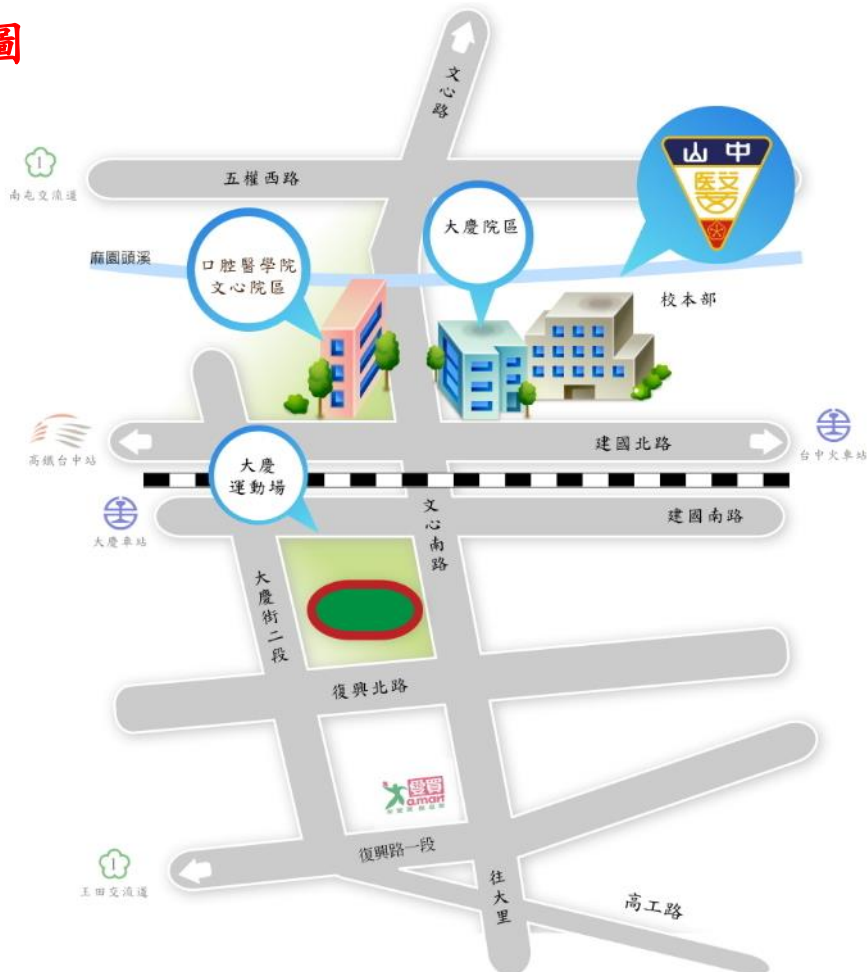 圖
文心路
五權西路
南屯交流道
山中
醫
大慶院區
麻園頭溪
口腔醫學院
文心院區
校本部
高鐵台中站
建國北路
台中火車站
大慶
運動場
文心南路
建國南路
大慶車站
大慶街二段
復興北路
愛買
a.mart
復興路一段
王田交流道
往大里
高工路